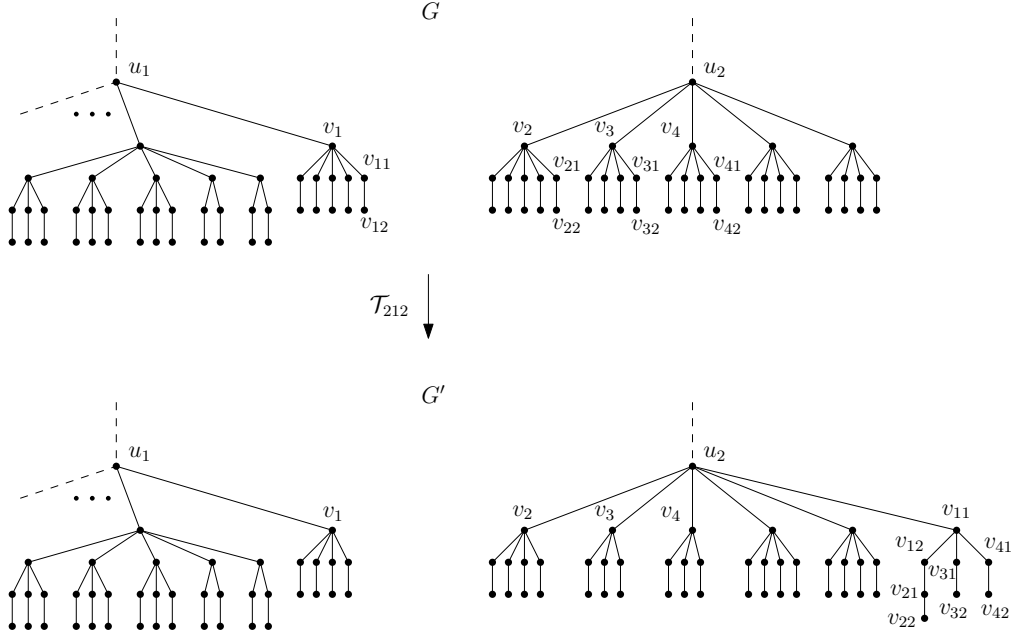 G
u₁
u₂
v₁
v₂
v₃
v₄
v₁₁
v₂₁
v₃₁
v₄₁
v₁₂
v₂₂
v₃₂
v₄₂
𝒯₂₁₂
G′
u₁
u₂
v₁
v₂
v₃
v₄
v₁₁
v₁₂
v₃₁
v₄₁
v₂₁
v₃₂
v₄₂
v₂₂